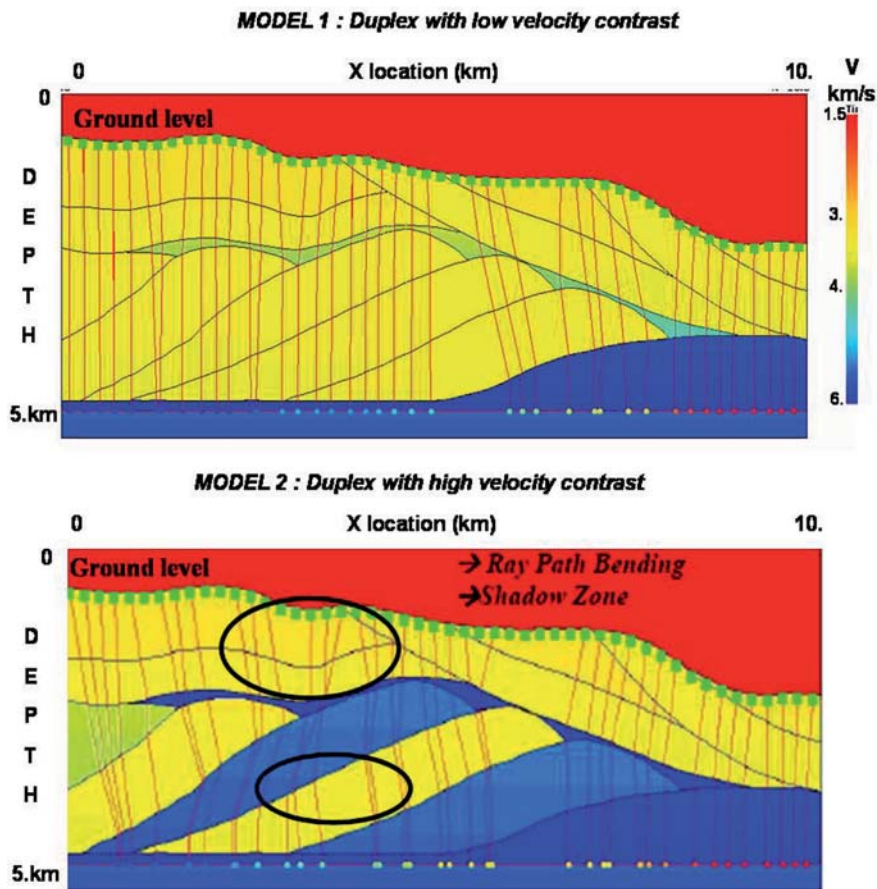 MODEL 1 : Duplex with low velocity contrast
0 X location (km) 10. V
km/s
0
Ground level
1.5
D
E
P
T
H
3.
4.
6.
5.km
MODEL 2 : Duplex with high velocity contrast
0 X location (km) 10.
0
Ground level
→ Ray Path Bending
→ Shadow Zone
D
E
P
T
H
5.km